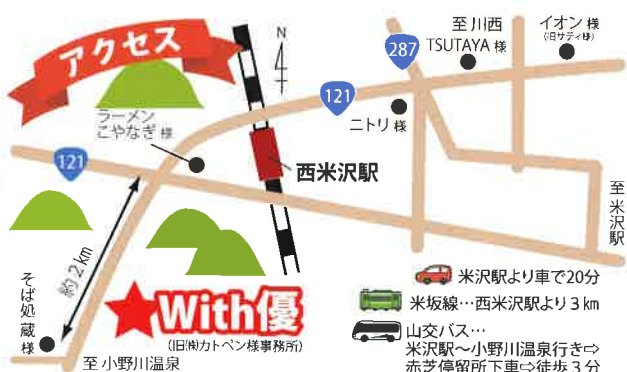 アクセス
N
至 川西
TSUTAYA 様
イオン 様
(旧サティ様)
287
121
ニトリ 様
ラーメン
こやなぎ 様
121
西米沢駅
至 米沢駅
約2km
そば処 蔵 様
With優
(旧㈱カトペン様事務所)
至 小野川温泉
米沢駅より車で20分
米坂線…西米沢駅より3km
山交バス…
米沢駅〜小野川温泉行き⇨
赤芝停留所下車⇨徒歩3分